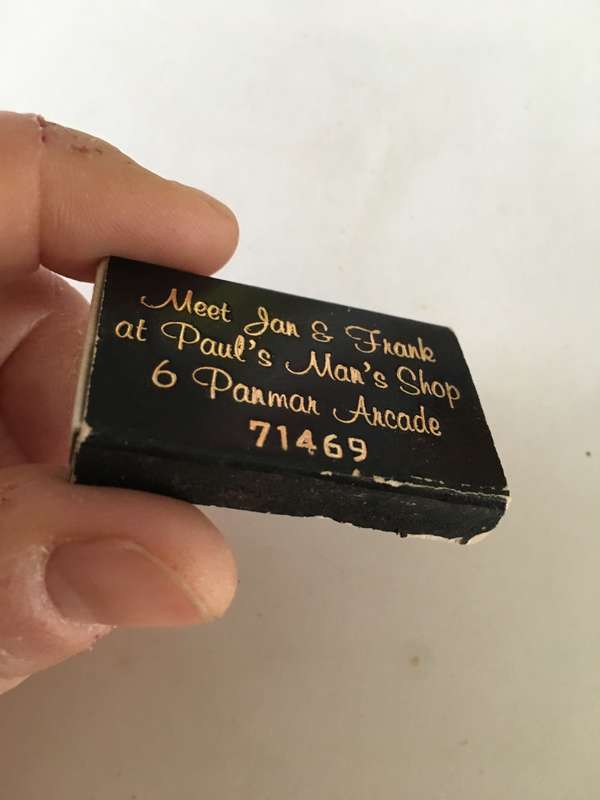 Meet Jan & Frank
at Paul's Man's Shop
6 Panmar Arcade
71469